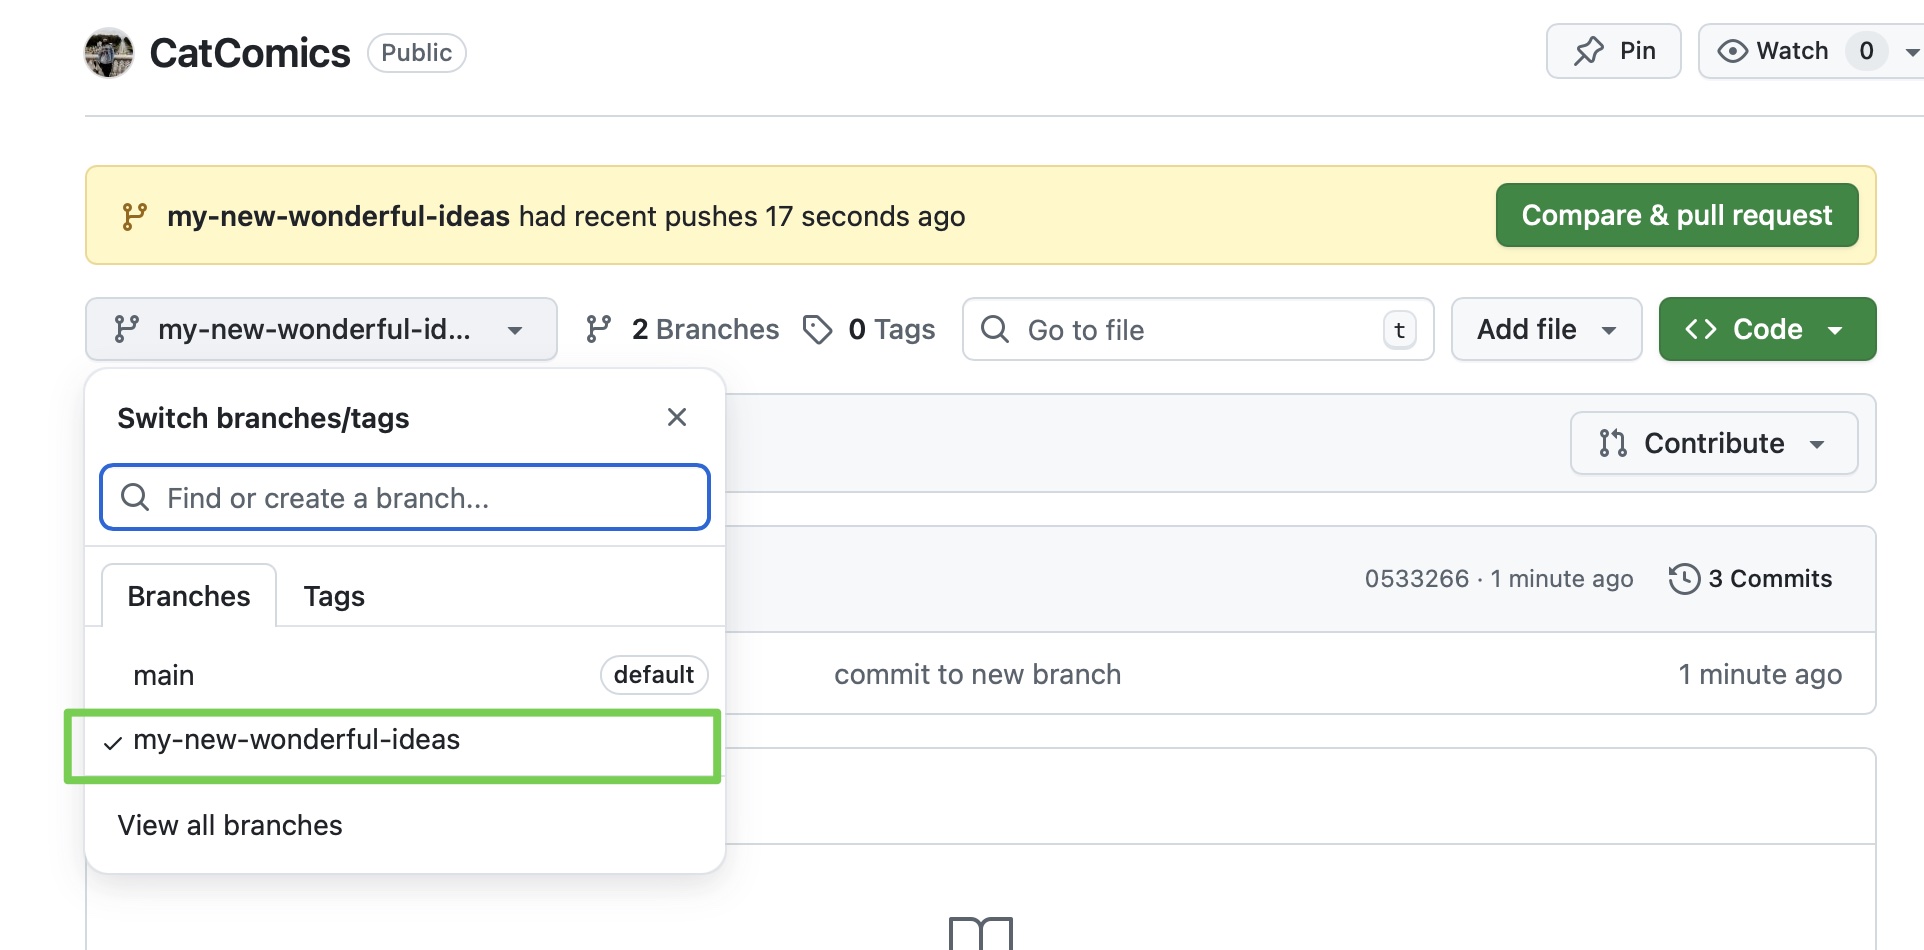 CatComics Public Pin Watch 0
my-new-wonderful-ideas had recent pushes 17 seconds ago Compare & pull request
my-new-wonderful-id... 2 Branches 0 Tags Go to file t Add file <> Code
Switch branches/tags
Contribute
Find or create a branch...
0533266 · 1 minute ago 3 Commits
Branches Tags
main default
commit to new branch 1 minute ago
my-new-wonderful-ideas
View all branches